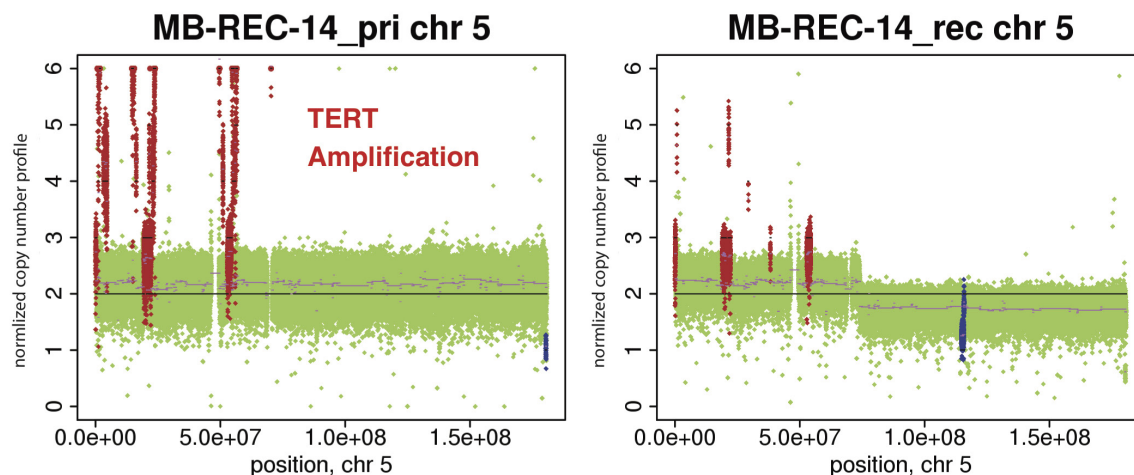 MB-REC-14_pri chr 5
normlized copy number profile
6
5
4
3
2
1
0
TERT
Amplification
0.0e+00 5.0e+07 1.0e+08 1.5e+08
position, chr 5
MB-REC-14_rec chr 5
normlized copy number profile
6
5
4
3
2
1
0
0.0e+00 5.0e+07 1.0e+08 1.5e+08
position, chr 5